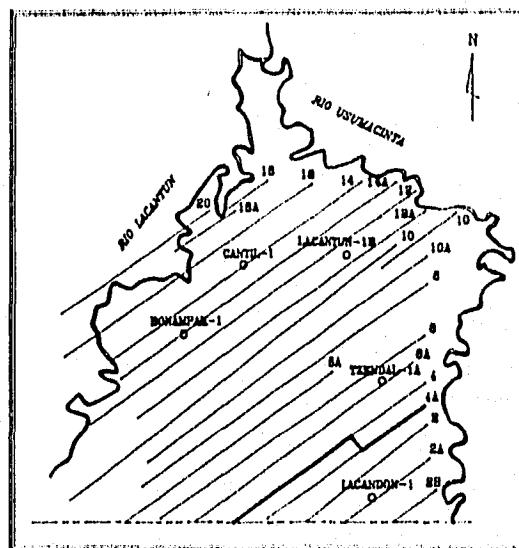 N
RIO USUMACINTA
RIO LACANTUN
20
18
18A
16
14
14A
12
12A
10
10
10A
LACANTUN-1B
CANTIL-1
8
BONAMPAK-1
6
6A
8A
TZENDAL-1A
4
4A
2
2A
2B
LACANDON-1